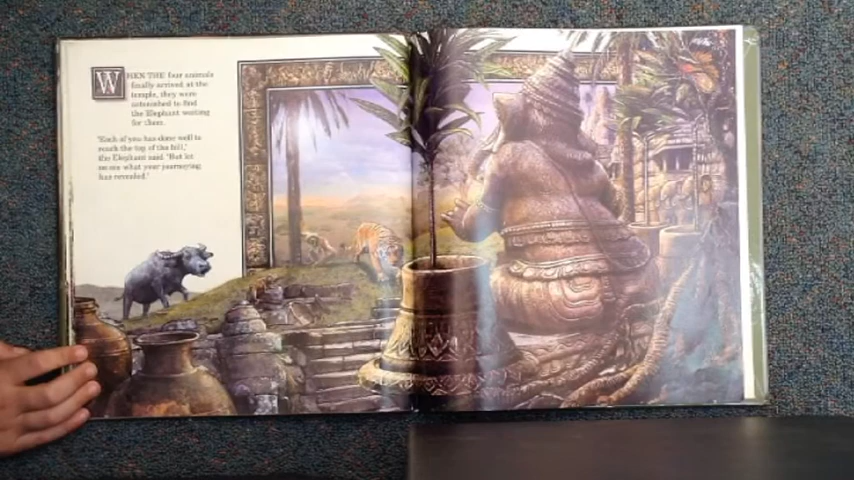 WHEN THE four animals
finally arrived at the
temple, they were
astonished to find
the Elephant waiting
for them.
'Each of you has done well to
reach the top of the hill,'
the Elephant said. 'But let
us see what your journeying
has revealed.'